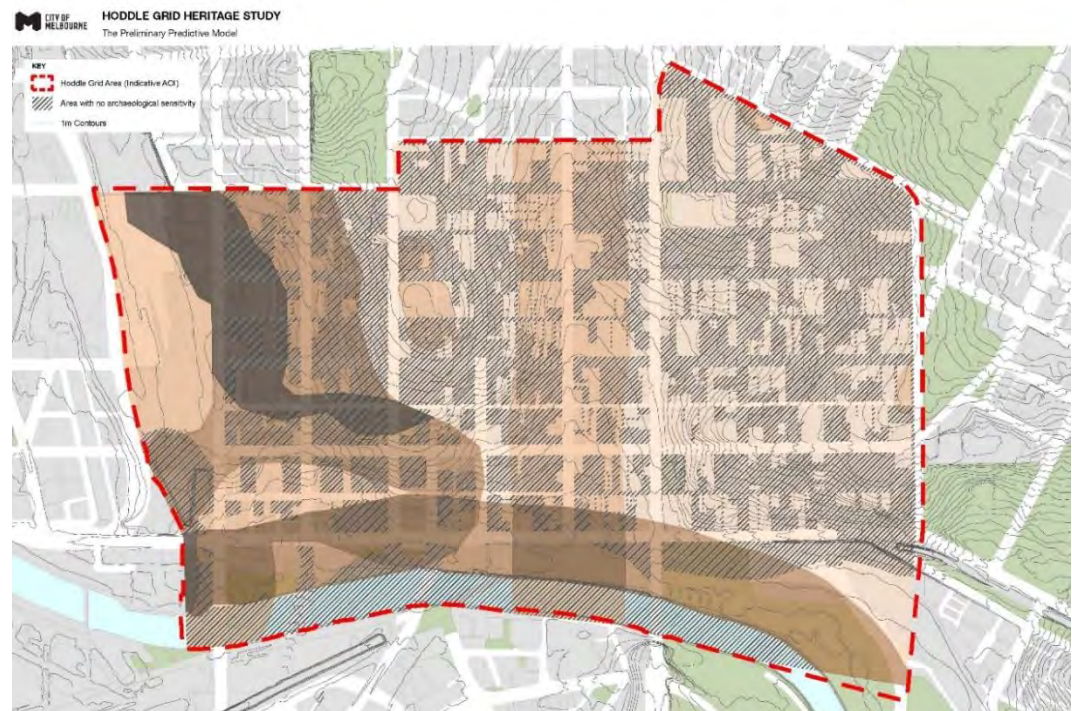 CITY OF
MELBOURNE
HODDLE GRID HERITAGE STUDY
The Preliminary Predictive Model
KEY
Hoddle Grid Area (Indicative AOI)
Area with no archaeological sensitivity
1m Contours